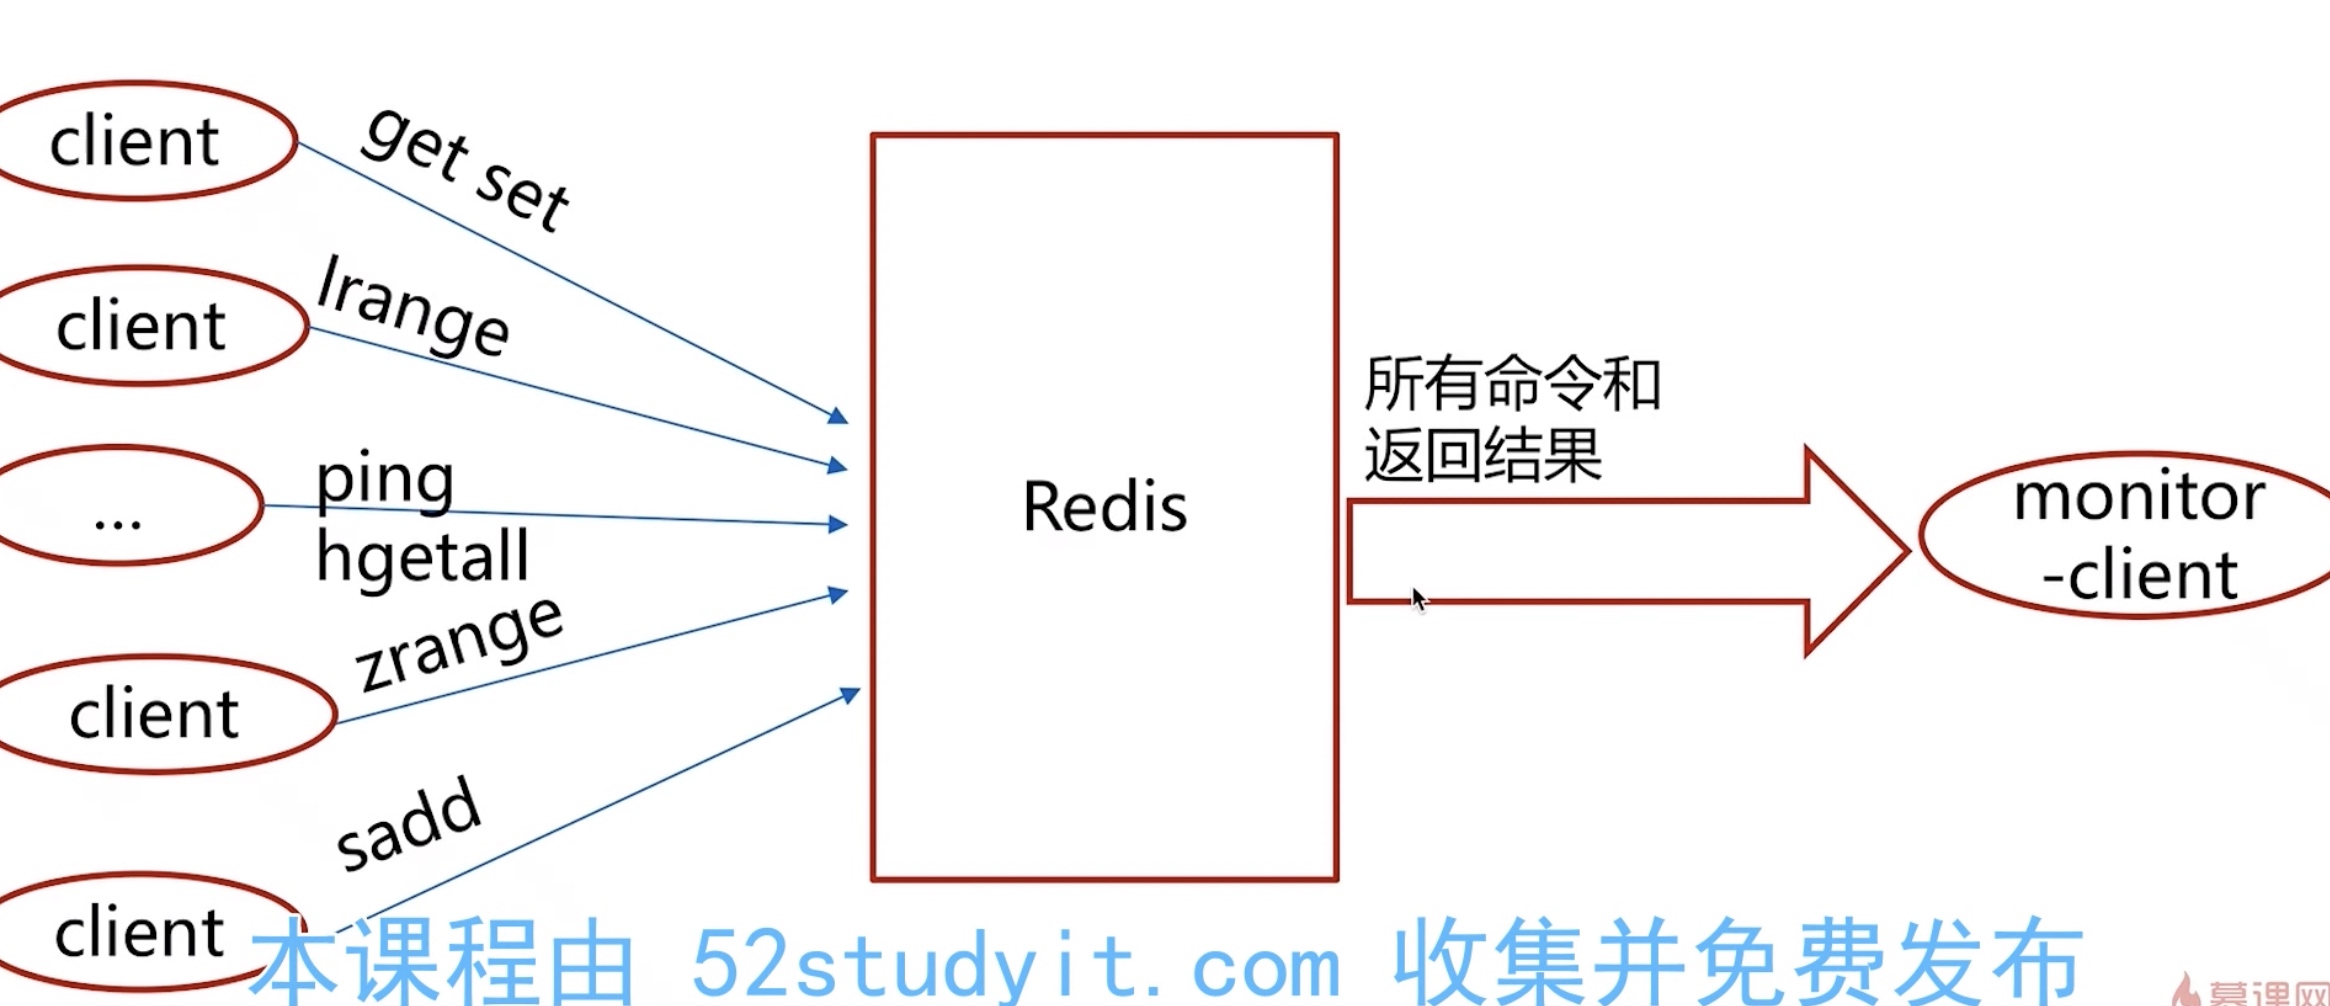 client
get set
client
lrange
...
ping
hgetall
client
zrange
client
sadd
Redis
所有命令和
返回结果
monitor
-client
本课程由 52studyit.com 收集并免费发布
慕课网